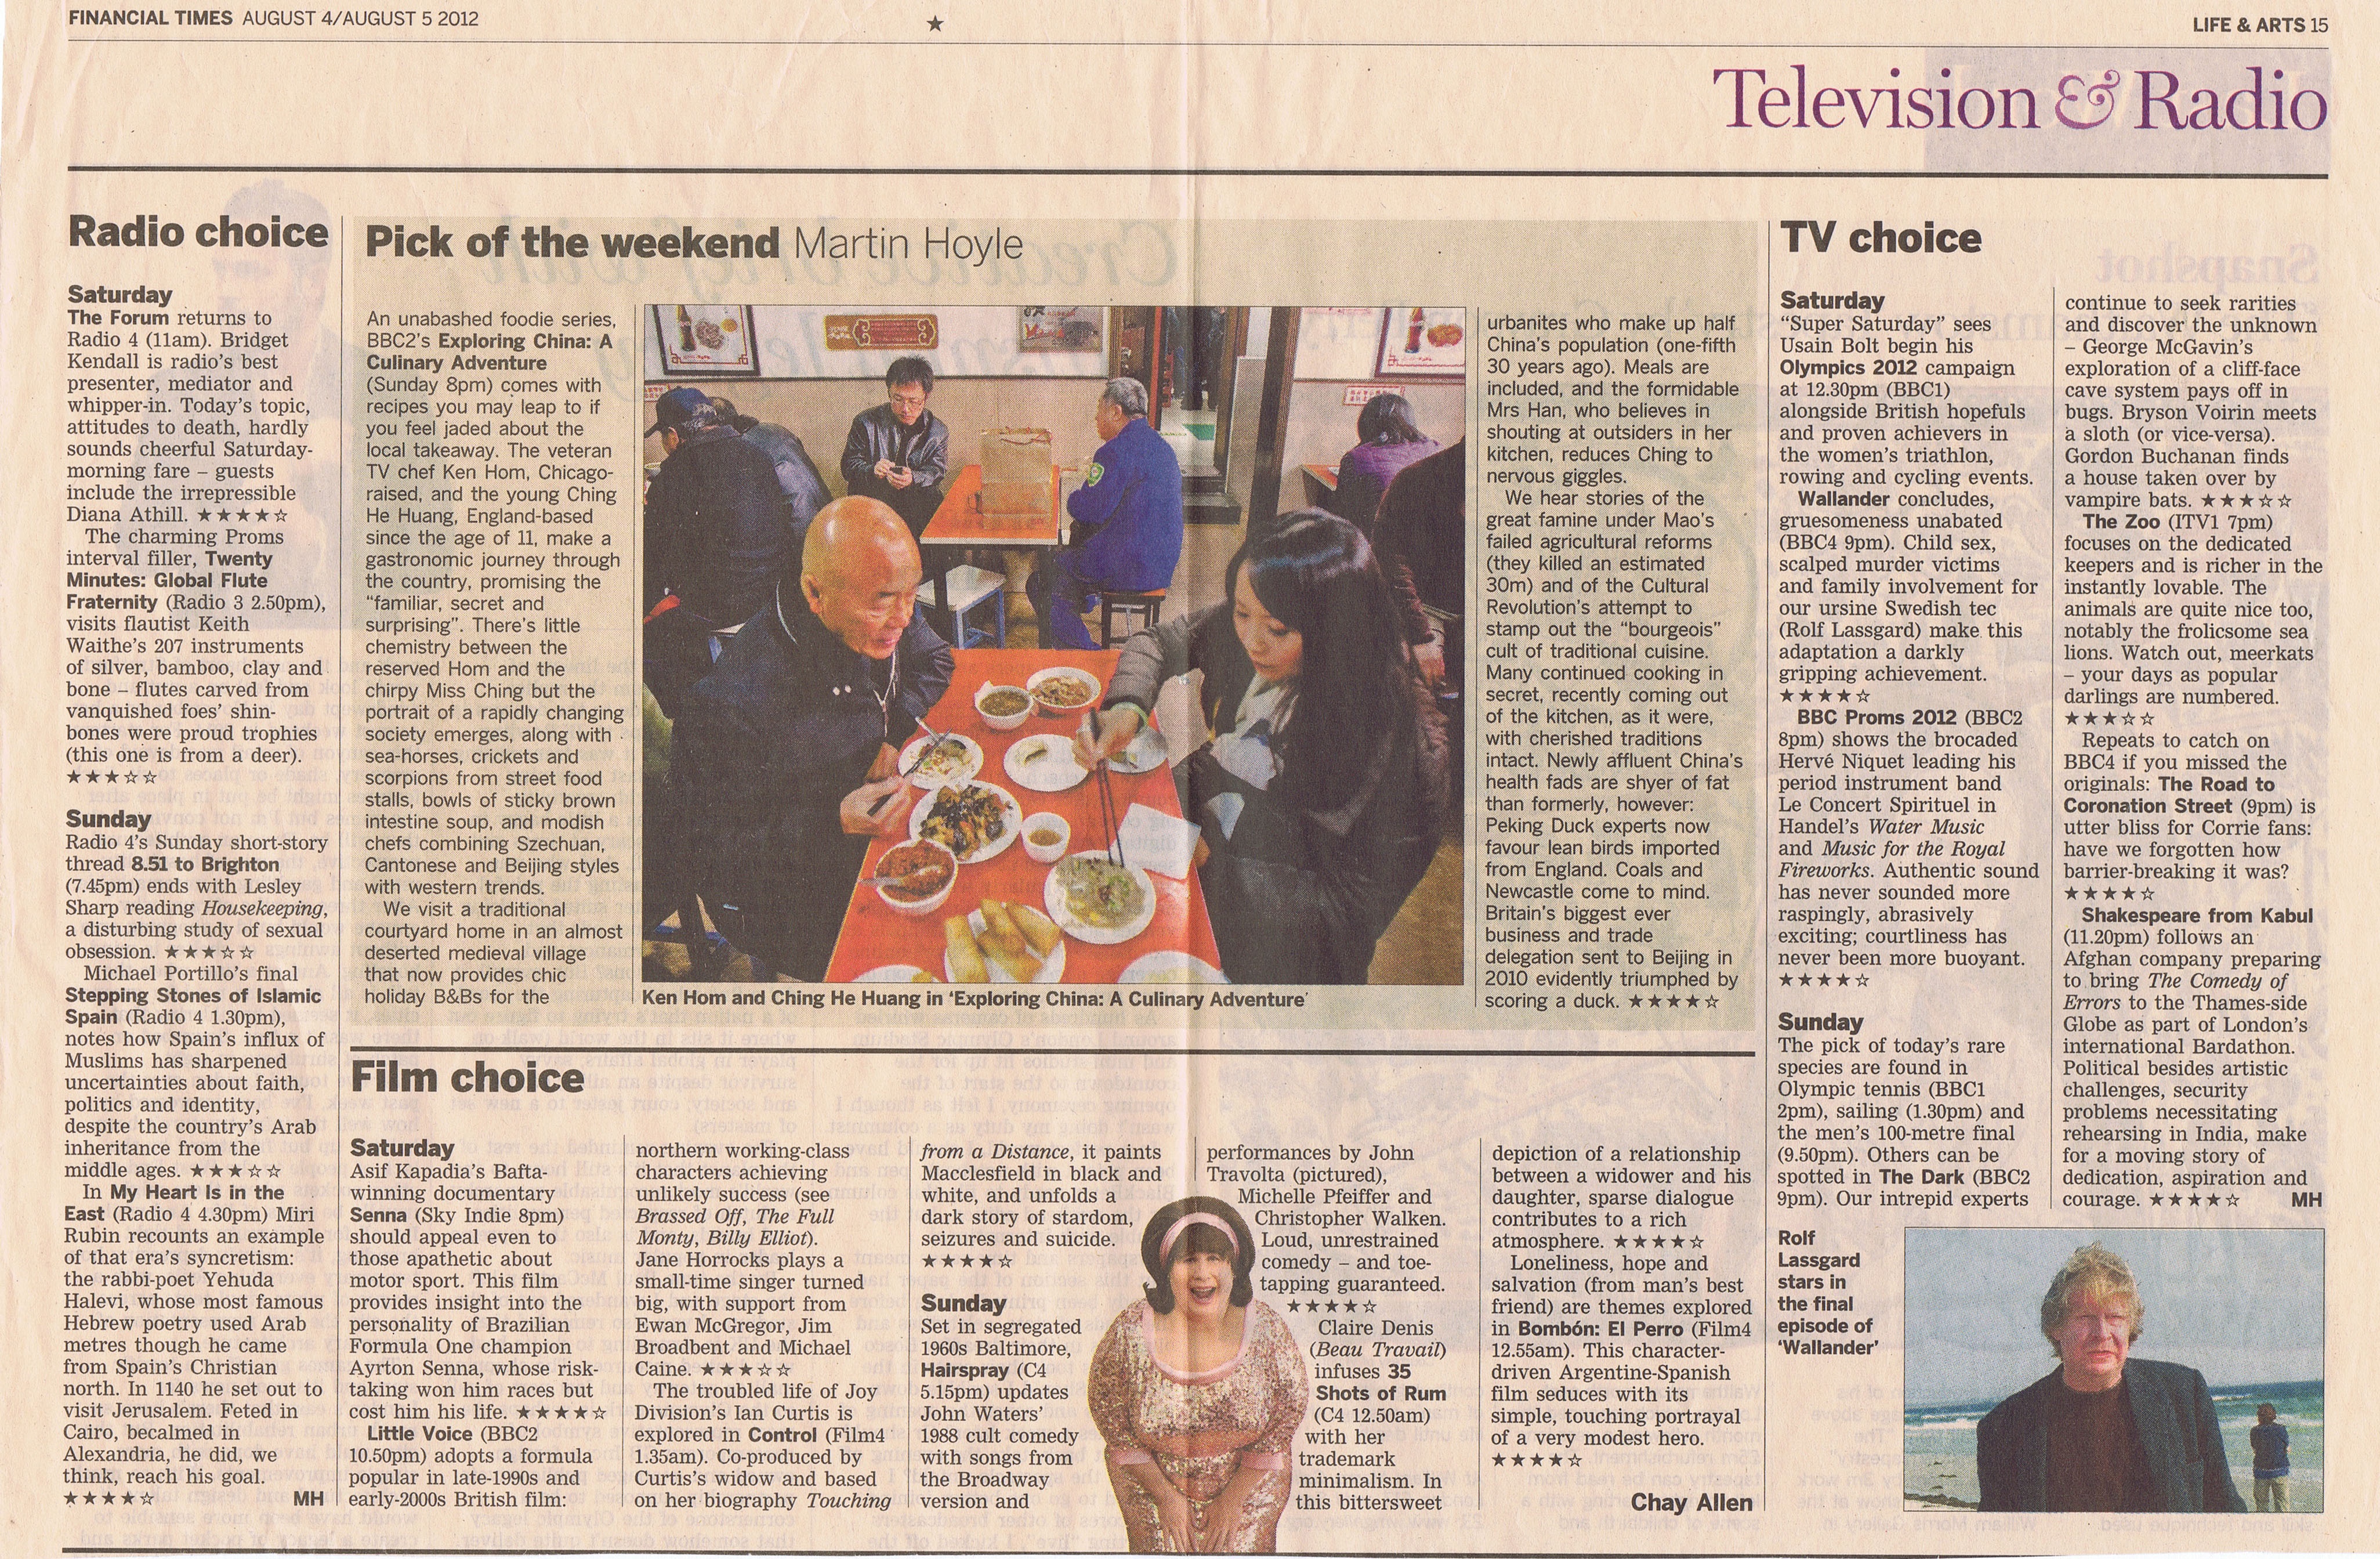 FINANCIAL TIMES AUGUST 4/AUGUST 5 2012
★
LIFE & ARTS 15
Television & Radio
Radio choice
Saturday
The Forum returns to
Radio 4 (11am). Bridget
Kendall is radio's best
presenter, mediator and
whipper-in. Today's topic,
attitudes to death, hardly
sounds cheerful Saturday-
morning fare – guests
include the irrepressible
Diana Athill. ★★★★☆
The charming Proms
interval filler, Twenty
Minutes: Global Flute
Fraternity (Radio 3 2.50pm),
visits flautist Keith
Waithe's 207 instruments
of silver, bamboo, clay and
bone – flutes carved from
vanquished foes' shin-
bones were proud trophies
(this one is from a deer).
★★★☆☆
Sunday
Radio 4's Sunday short-story
thread 8.51 to Brighton
(7.45pm) ends with Lesley
Sharp reading Housekeeping,
a disturbing study of sexual
obsession. ★★★☆☆
Michael Portillo's final
Stepping Stones of Islamic
Spain (Radio 4 1.30pm),
notes how Spain's influx of
Muslims has sharpened
uncertainties about faith,
politics and identity,
despite the country's Arab
inheritance from the
middle ages. ★★★☆☆
In My Heart Is in the
East (Radio 4 4.30pm) Miri
Rubin recounts an example
of that era's syncretism:
the rabbi-poet Yehuda
Halevi, whose most famous
Hebrew poetry used Arab
metres though he came
from Spain's Christian
north. In 1140 he set out to
visit Jerusalem. Feted in
Cairo, becalmed in
Alexandria, he did, we
think, reach his goal.
★★★★☆ MH
Pick of the weekend Martin Hoyle
An unabashed foodie series,
BBC2's Exploring China: A
Culinary Adventure
(Sunday 8pm) comes with
recipes you may leap to if
you feel jaded about the
local takeaway. The veteran
TV chef Ken Hom, Chicago-
raised, and the young Ching
He Huang, England-based
since the age of 11, make a
gastronomic journey through
the country, promising the
"familiar, secret and
surprising". There's little
chemistry between the
reserved Hom and the
chirpy Miss Ching but the
portrait of a rapidly changing
society emerges, along with
sea-horses, crickets and
scorpions from street food
stalls, bowls of sticky brown
intestine soup, and modish
chefs combining Szechuan,
Cantonese and Beijing styles
with western trends.
We visit a traditional
courtyard home in an almost
deserted medieval village
that now provides chic
holiday B&Bs for the
Ken Hom and Ching He Huang in 'Exploring China: A Culinary Adventure'
urbanites who make up half
China's population (one-fifth
30 years ago). Meals are
included, and the formidable
Mrs Han, who believes in
shouting at outsiders in her
kitchen, reduces Ching to
nervous giggles.
We hear stories of the
great famine under Mao's
failed agricultural reforms
(they killed an estimated
30m) and of the Cultural
Revolution's attempt to
stamp out the "bourgeois"
cult of traditional cuisine.
Many continued cooking in
secret, recently coming out
of the kitchen, as it were,
with cherished traditions
intact. Newly affluent China's
health fads are shyer of fat
than formerly, however:
Peking Duck experts now
favour lean birds imported
from England. Coals and
Newcastle come to mind.
Britain's biggest ever
business and trade
delegation sent to Beijing in
2010 evidently triumphed by
scoring a duck. ★★★★☆
Film choice
Saturday
Asif Kapadia's Bafta-
winning documentary
Senna (Sky Indie 8pm)
should appeal even to
those apathetic about
motor sport. This film
provides insight into the
personality of Brazilian
Formula One champion
Ayrton Senna, whose risk-
taking won him races but
cost him his life. ★★★★☆
Little Voice (BBC2
10.50pm) adopts a formula
popular in late-1990s and
early-2000s British film:
northern working-class
characters achieving
unlikely success (see
Brassed Off, The Full
Monty, Billy Elliot).
Jane Horrocks plays a
small-time singer turned
big, with support from
Ewan McGregor, Jim
Broadbent and Michael
Caine. ★★★☆☆
The troubled life of Joy
Division's Ian Curtis is
explored in Control (Film4
1.35am). Co-produced by
Curtis's widow and based
on her biography Touching
from a Distance, it paints
Macclesfield in black and
white, and unfolds a
dark story of stardom,
seizures and suicide.
★★★★☆
Sunday
Set in segregated
1960s Baltimore,
Hairspray (C4
5.15pm) updates
John Waters'
1988 cult comedy
with songs from
the Broadway
version and
performances by John
Travolta (pictured),
Michelle Pfeiffer and
Christopher Walken.
Loud, unrestrained
comedy – and toe-
tapping guaranteed.
★★★★☆
Claire Denis
(Beau Travail)
infuses 35
Shots of Rum
(C4 12.50am)
with her
trademark
minimalism. In
this bittersweet
depiction of a relationship
between a widower and his
daughter, sparse dialogue
contributes to a rich
atmosphere. ★★★★☆
Loneliness, hope and
salvation (from man's best
friend) are themes explored
in Bombón: El Perro (Film4
12.55am). This character-
driven Argentine-Spanish
film seduces with its
simple, touching portrayal
of a very modest hero.
★★★★☆
Chay Allen
TV choice
Saturday
"Super Saturday" sees
Usain Bolt begin his
Olympics 2012 campaign
at 12.30pm (BBC1)
alongside British hopefuls
and proven achievers in
the women's triathlon,
rowing and cycling events.
Wallander concludes,
gruesomeness unabated
(BBC4 9pm). Child sex,
scalped murder victims
and family involvement for
our ursine Swedish tec
(Rolf Lassgard) make this
adaptation a darkly
gripping achievement.
★★★★☆
BBC Proms 2012 (BBC2
8pm) shows the brocaded
Hervé Niquet leading his
period instrument band
Le Concert Spirituel in
Handel's Water Music
and Music for the Royal
Fireworks. Authentic sound
has never sounded more
raspingly, abrasively
exciting; courtliness has
never been more buoyant.
★★★★☆
Sunday
The pick of today's rare
species are found in
Olympic tennis (BBC1
2pm), sailing (1.30pm) and
the men's 100-metre final
(9.50pm). Others can be
spotted in The Dark (BBC2
9pm). Our intrepid experts
continue to seek rarities
and discover the unknown
– George McGavin's
exploration of a cliff-face
cave system pays off in
bugs. Bryson Voirin meets
a sloth (or vice-versa).
Gordon Buchanan finds
a house taken over by
vampire bats. ★★★☆☆
The Zoo (ITV1 7pm)
focuses on the dedicated
keepers and is richer in the
instantly lovable. The
animals are quite nice too,
notably the frolicsome sea
lions. Watch out, meerkats
– your days as popular
darlings are numbered.
★★★☆☆
Repeats to catch on
BBC4 if you missed the
originals: The Road to
Coronation Street (9pm) is
utter bliss for Corrie fans:
have we forgotten how
barrier-breaking it was?
★★★★☆
Shakespeare from Kabul
(11.20pm) follows an
Afghan company preparing
to bring The Comedy of
Errors to the Thames-side
Globe as part of London's
international Bardathon.
Political besides artistic
challenges, security
problems necessitating
rehearsing in India, make
for a moving story of
dedication, aspiration and
courage. ★★★★☆ MH
Rolf
Lassgard
stars in
the final
episode of
'Wallander'